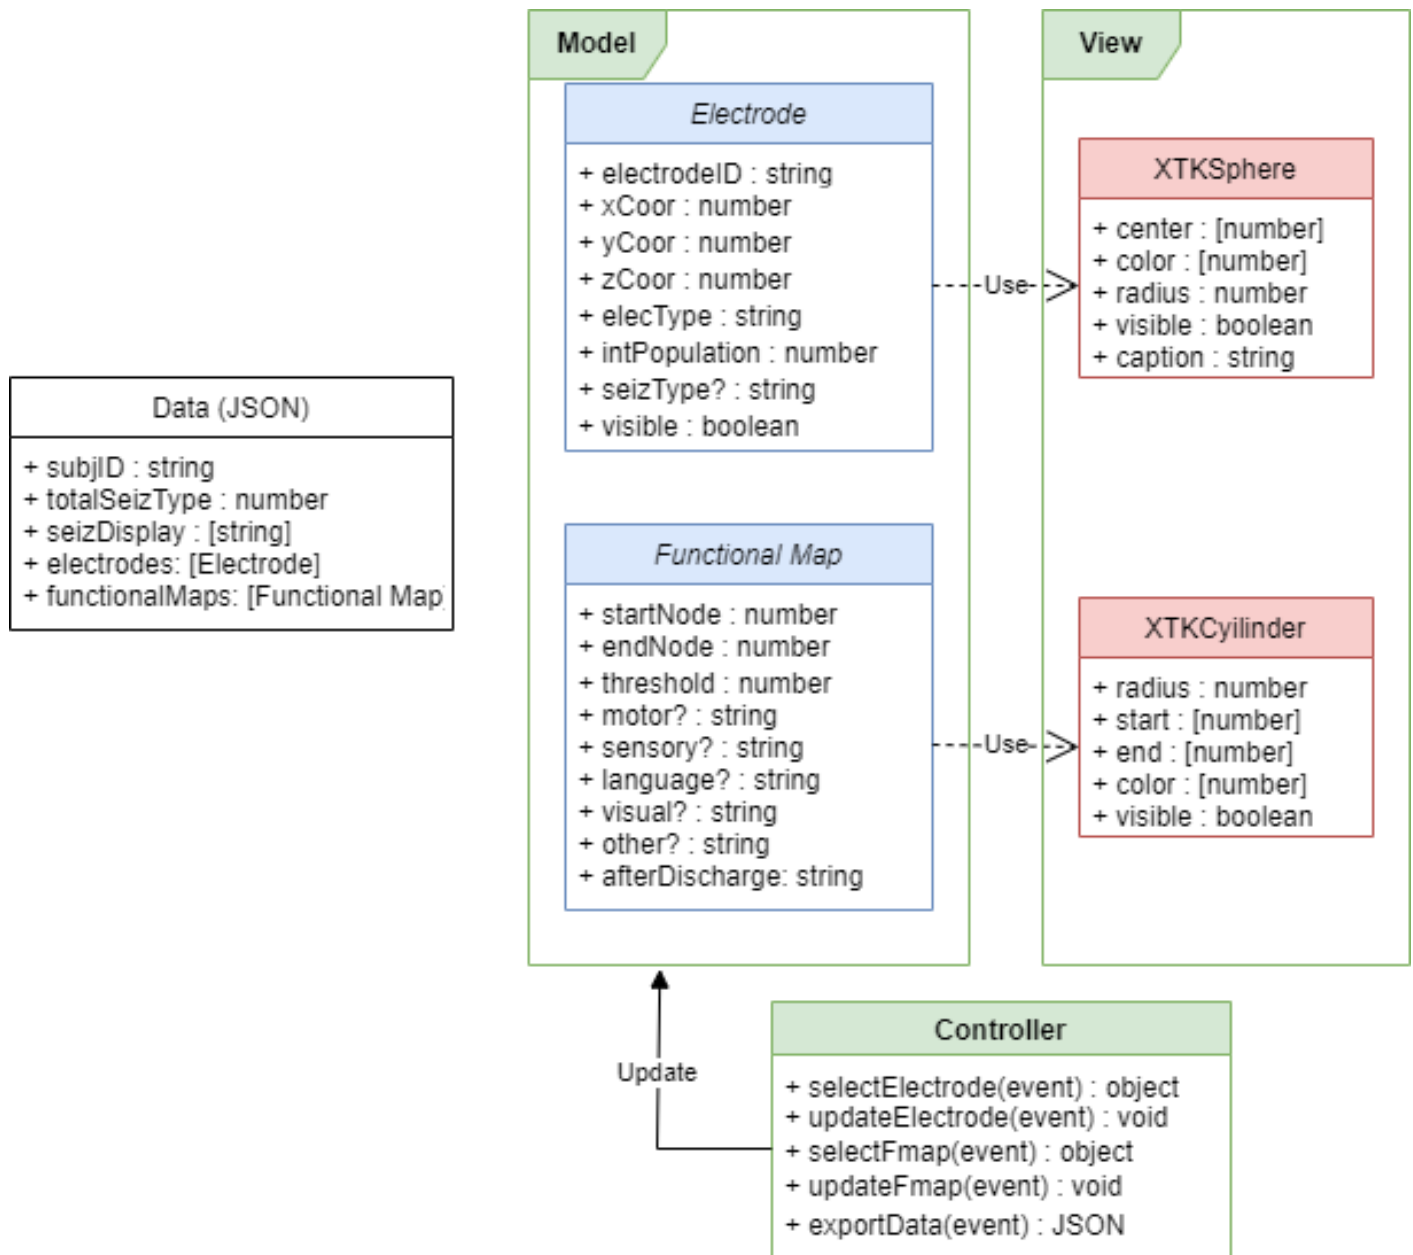 Model
Electrode
+ electrodeID : string
+ xCoor : number
+ yCoor : number
+ zCoor : number
+ elecType : string
+ intPopulation : number
+ seizType? : string
+ visible : boolean
Functional Map
+ startNode : number
+ endNode : number
+ threshold : number
+ motor? : string
+ sensory? : string
+ language? : string
+ visual? : string
+ other? : string
+ afterDischarge: string
View
XTKSphere
+ center : [number]
+ color : [number]
+ radius : number
+ visible : boolean
+ caption : string
XTKCyilinder
+ radius : number
+ start : [number]
+ end : [number]
+ color : [number]
+ visible : boolean
Use
Use
Data (JSON)
+ subjID : string
+ totalSeizType : number
+ seizDisplay : [string]
+ electrodes: [Electrode]
+ functionalMaps: [Functional Map]
Update
Controller
+ selectElectrode(event) : object
+ updateElectrode(event) : void
+ selectFmap(event) : object
+ updateFmap(event) : void
+ exportData(event) : JSON